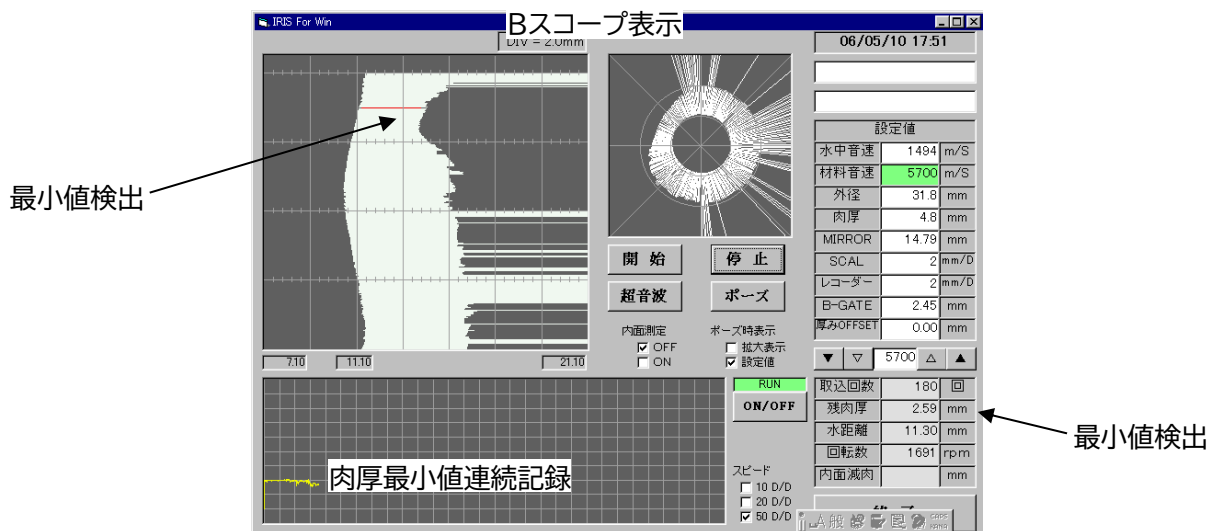 IRIS For Win
Bスコープ表示
DIV = 2.0mm
06/05/10 17:51
設定値
水中音速 1494 m/S
材料音速 5700 m/S
外径 31.8 mm
肉厚 4.8 mm
MIRROR 14.79 mm
SCAL 2 mm/D
レコーダー 2 mm/D
B-GATE 2.45 mm
厚みOFFSET 0.00 mm
▼ ▽ 5700 △ ▲
最小値検出
開 始
停 止
超音波
ポーズ
内面測定
OFF
ON
ポーズ時表示
拡大表示
設定値
7.10 11.10 21.10
RUN
ON/OFF
取込回数 180 回
残肉厚 2.59 mm
水距離 11.30 mm
回転数 1691 rpm
内面減肉 mm
最小値検出
肉厚最小値連続記録
スピード
10 D/D
20 D/D
50 D/D
A 般
CAPS
KANA